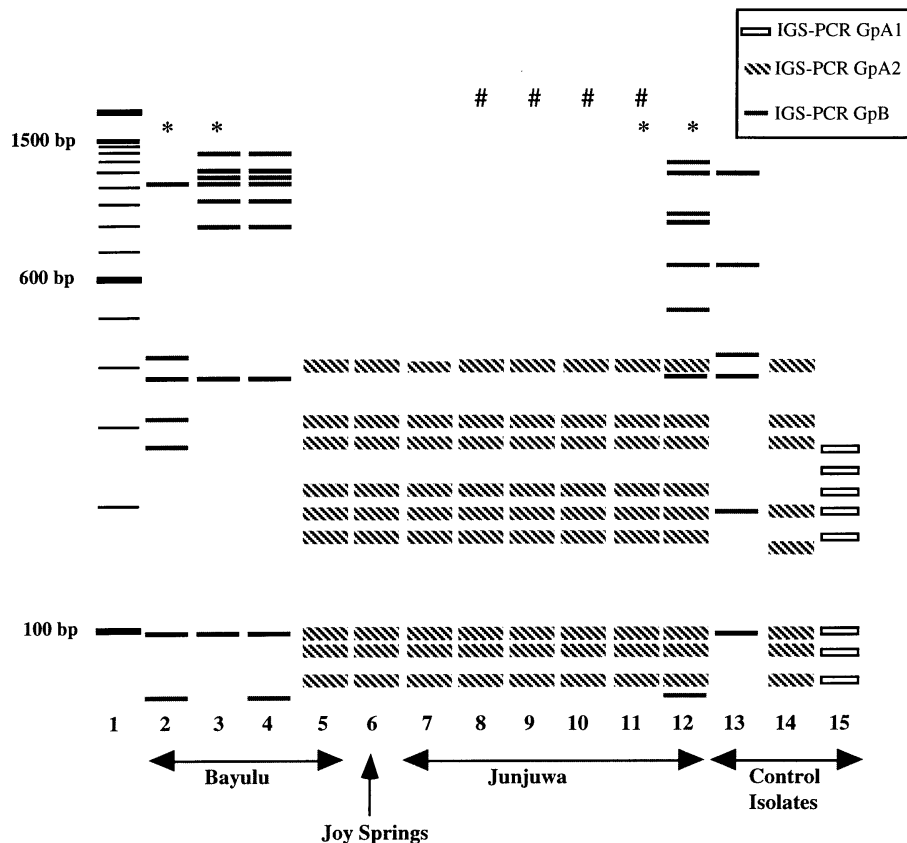 IGS-PCR GpA1
IGS-PCR GpA2
IGS-PCR GpB
# # # #
* * * *
1500 bp
600 bp
100 bp
1 2 3 4 5 6 7 8 9 10 11 12 13 14 15
Bayulu
Junjuwa
Control
Isolates
Joy Springs